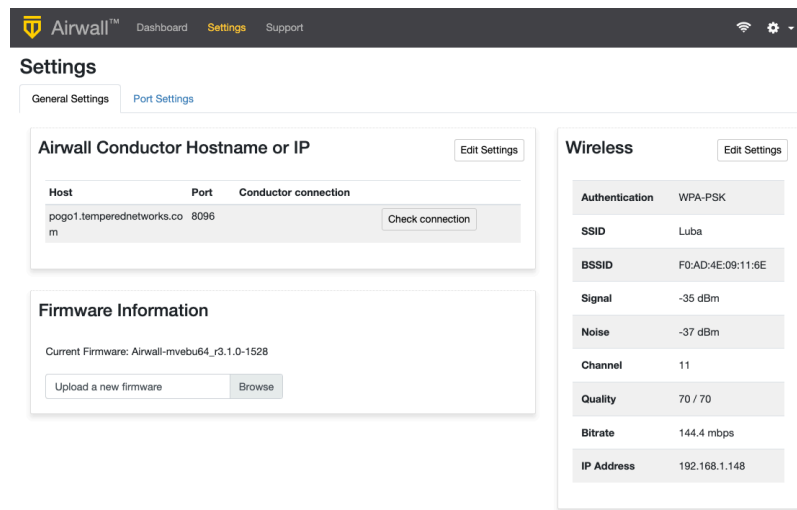 Airwall™ Dashboard Settings Support
Settings
General Settings Port Settings
Airwall Conductor Hostname or IP
Edit Settings
Host Port Conductor connection
pogo1.temperednetworks.co 8096 Check connection
m
Firmware Information
Current Firmware: Airwall-mvebu64_r3.1.0-1528
Upload a new firmware Browse
Wireless
Edit Settings
Authentication WPA-PSK
SSID Luba
BSSID F0:AD:4E:09:11:6E
Signal -35 dBm
Noise -37 dBm
Channel 11
Quality 70 / 70
Bitrate 144.4 mbps
IP Address 192.168.1.148